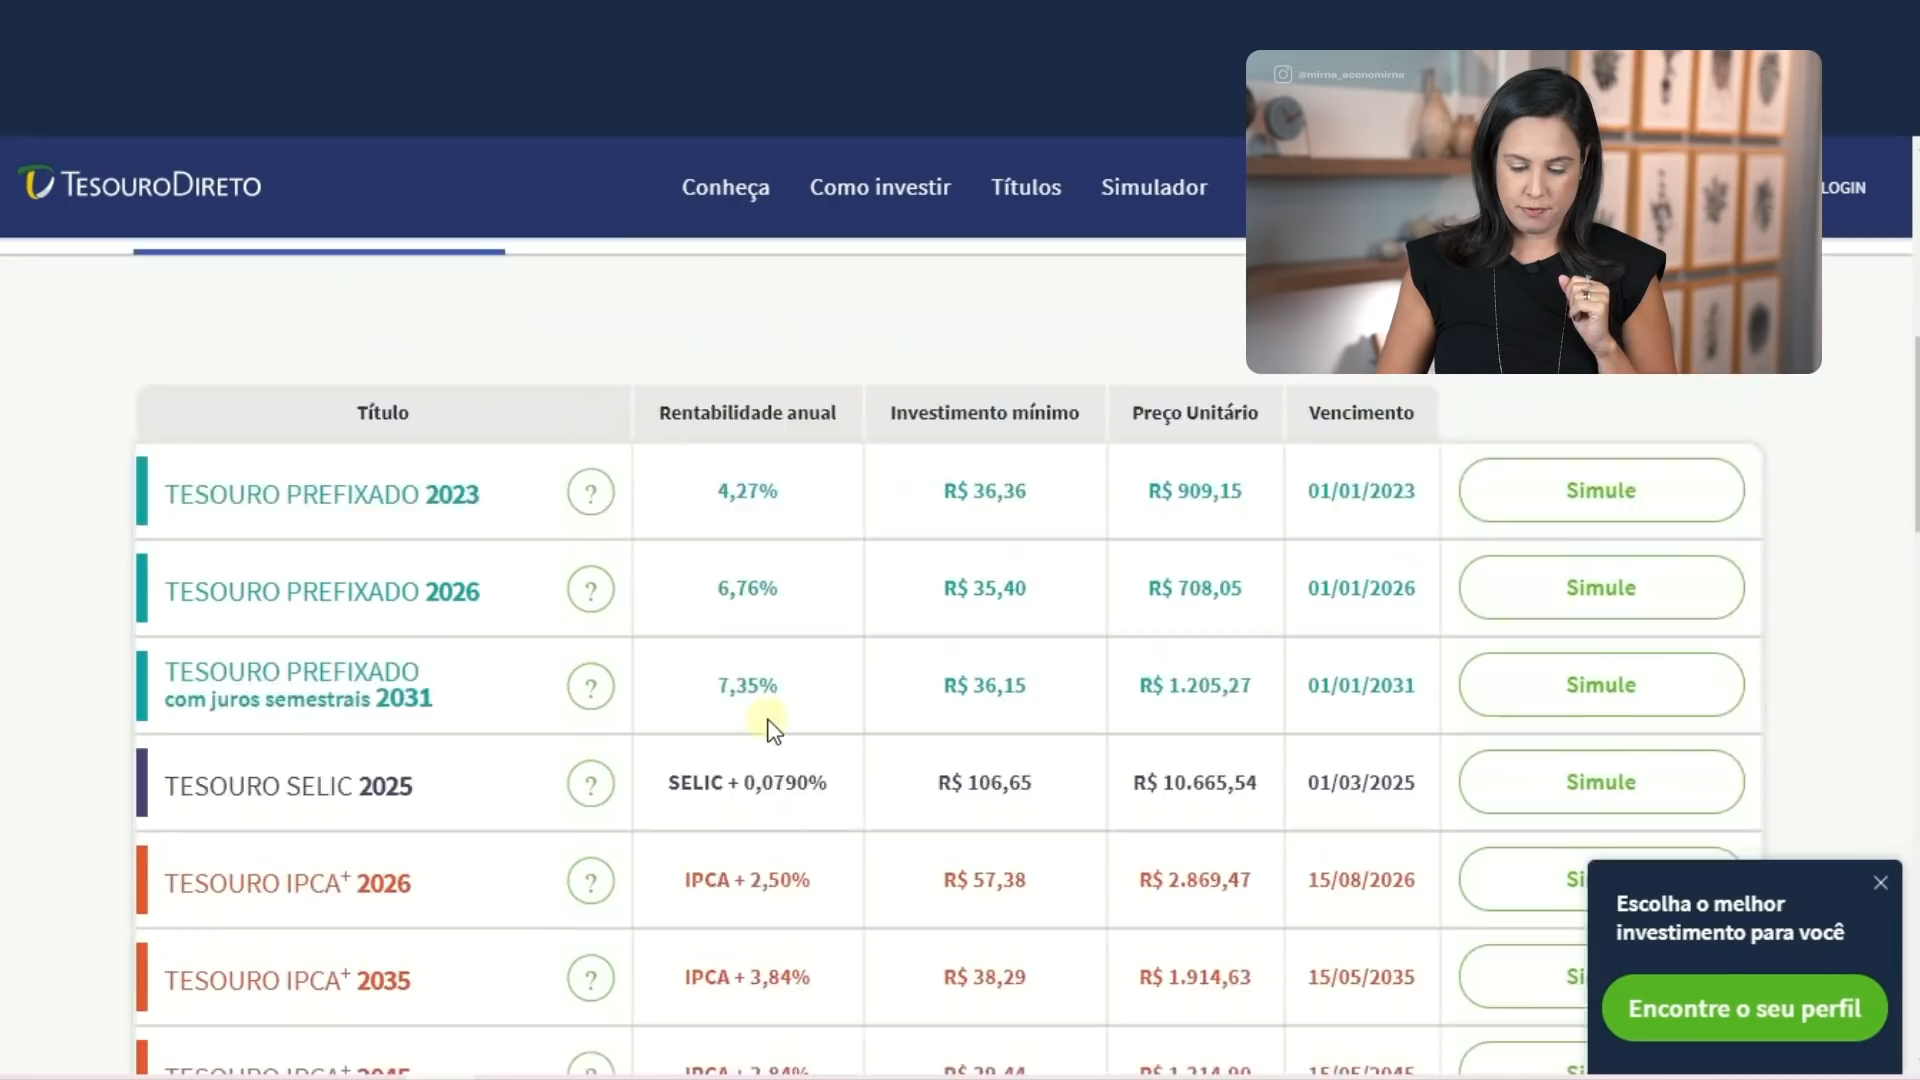 @mirna_economirna
TESOURODIRETO
Conheça Como investir Títulos Simulador LOGIN
Título Rentabilidade anual Investimento mínimo Preço Unitário Vencimento
TESOURO PREFIXADO 2023 ? 4,27% R$ 36,36 R$ 909,15 01/01/2023 Simule
TESOURO PREFIXADO 2026 ? 6,76% R$ 35,40 R$ 708,05 01/01/2026 Simule
TESOURO PREFIXADO
com juros semestrais 2031 ? 7,35% R$ 36,15 R$ 1.205,27 01/01/2031 Simule
TESOURO SELIC 2025 ? SELIC + 0,0790% R$ 106,65 R$ 10.665,54 01/03/2025 Simule
TESOURO IPCA+ 2026 ? IPCA + 2,50% R$ 57,38 R$ 2.869,47 15/08/2026
TESOURO IPCA+ 2035 ? IPCA + 3,84% R$ 38,29 R$ 1.914,63 15/05/2035
Escolha o melhor
investimento para você
Encontre o seu perfil